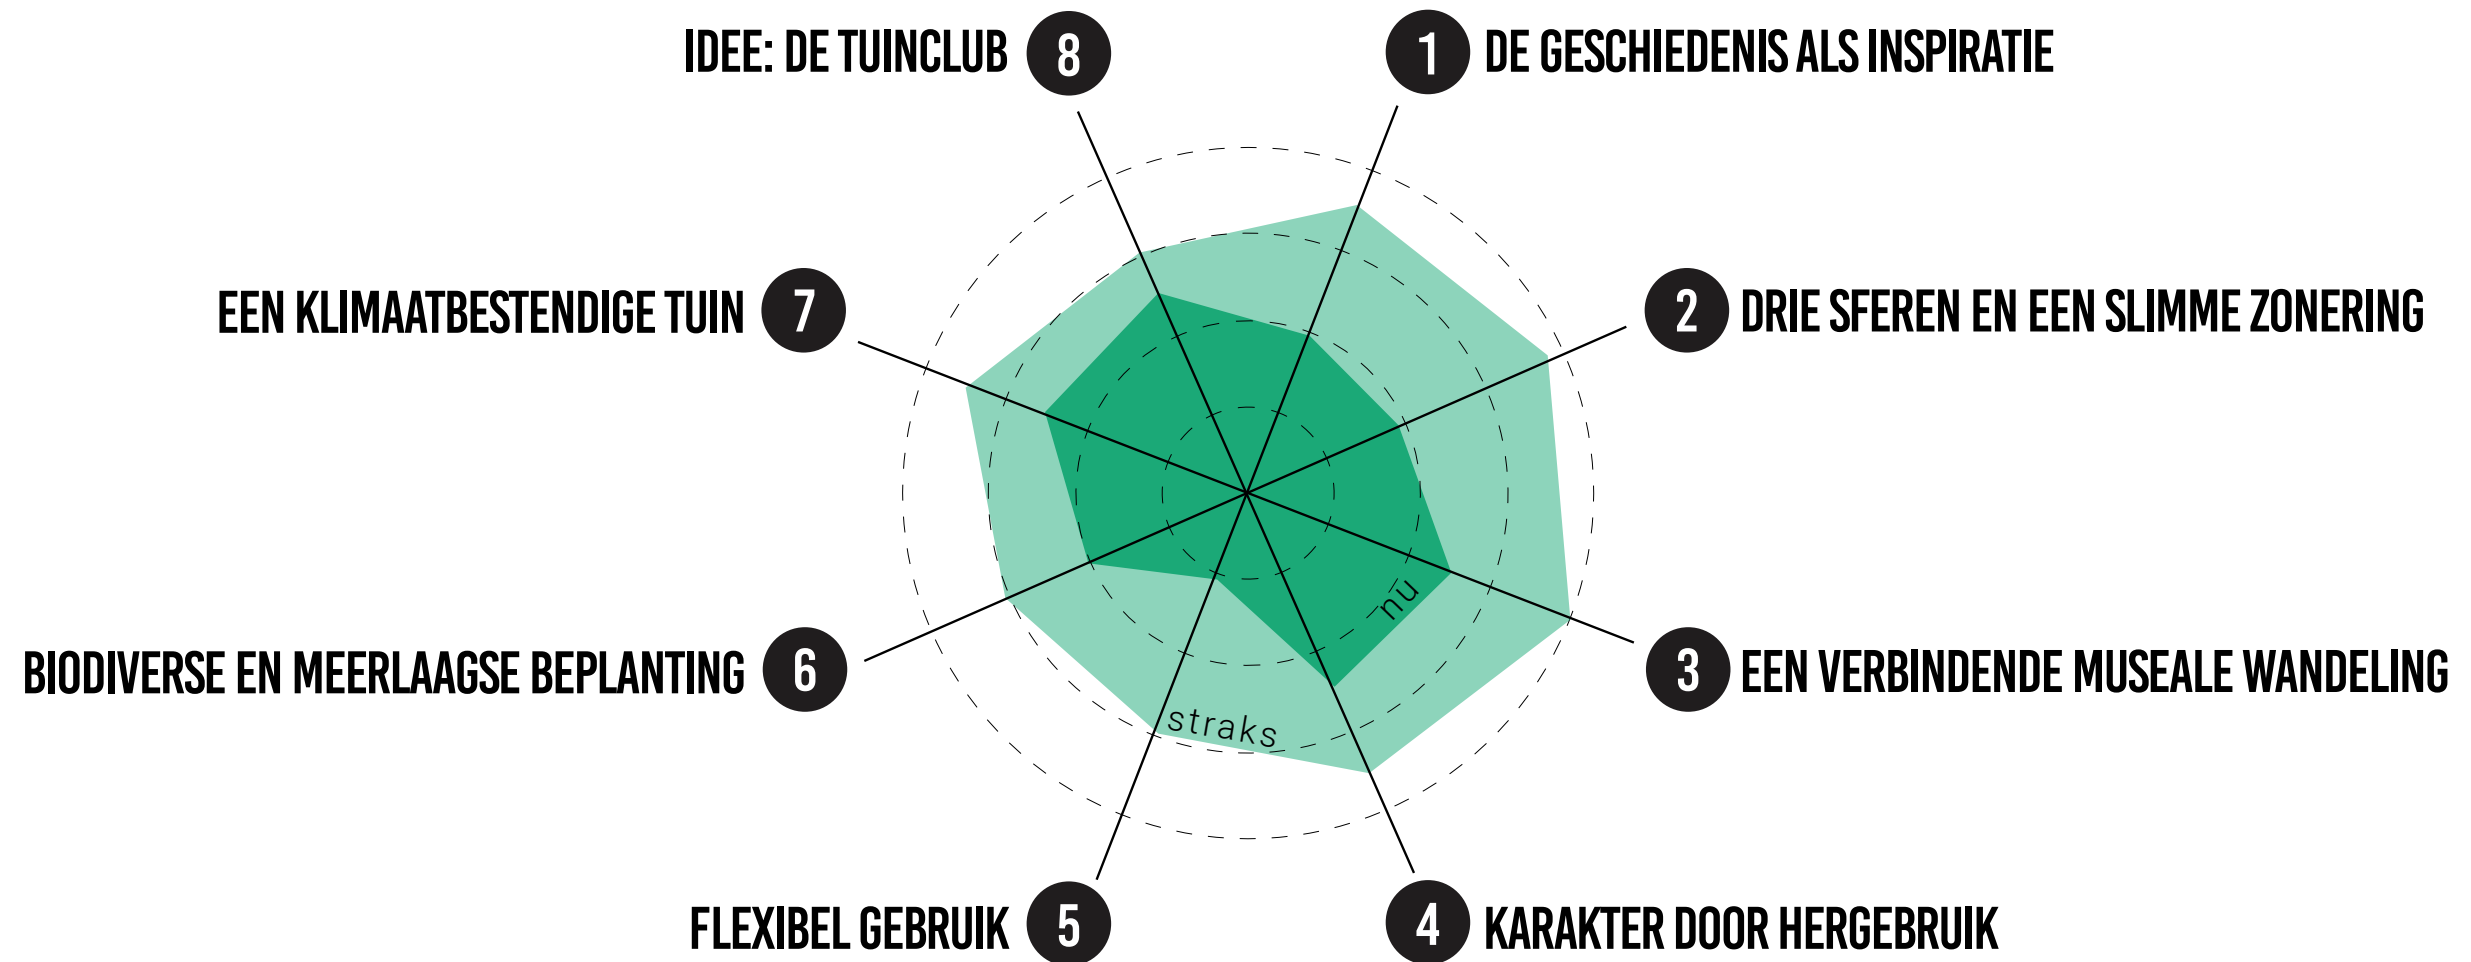 IDEE: DE TUINCLUB 8
1 DE GESCHIEDENIS ALS INSPIRATIE
EEN KLIMAATBESTENDIGE TUIN 7
2 DRIE SFEREN EN EEN SLIMME ZONERING
nu
BIODIVERSE EN MEERLAAGSE BEPLANTING 6
3 EEN VERBINDENDE MUSEALE WANDELING
straks
FLEXIBEL GEBRUIK 5
4 KARAKTER DOOR HERGEBRUIK